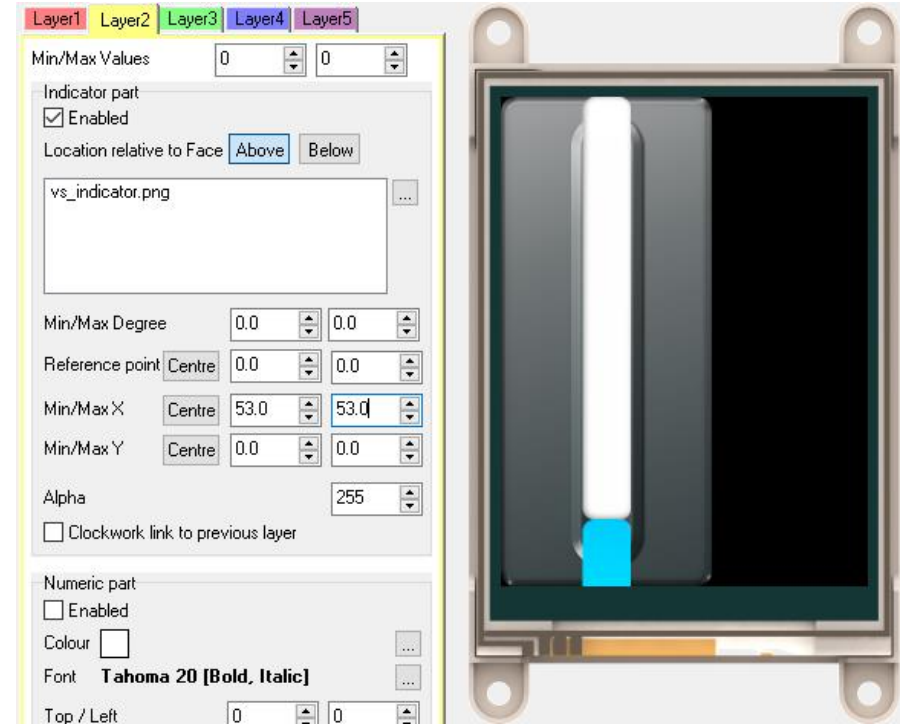 Layer1 Layer2 Layer3 Layer4 Layer5
Min/Max Values 0 0
Indicator part
Enabled
Location relative to Face Above Below
vs_indicator.png ...
Min/Max Degree 0.0 0.0
Reference point Centre 0.0 0.0
Min/Max X Centre 53.0 53.0
Min/Max Y Centre 0.0 0.0
Alpha 255
Clockwork link to previous layer
Numeric part
Enabled
Colour ...
Font Tahoma 20 [Bold, Italic] ...
Top / Left 0 0